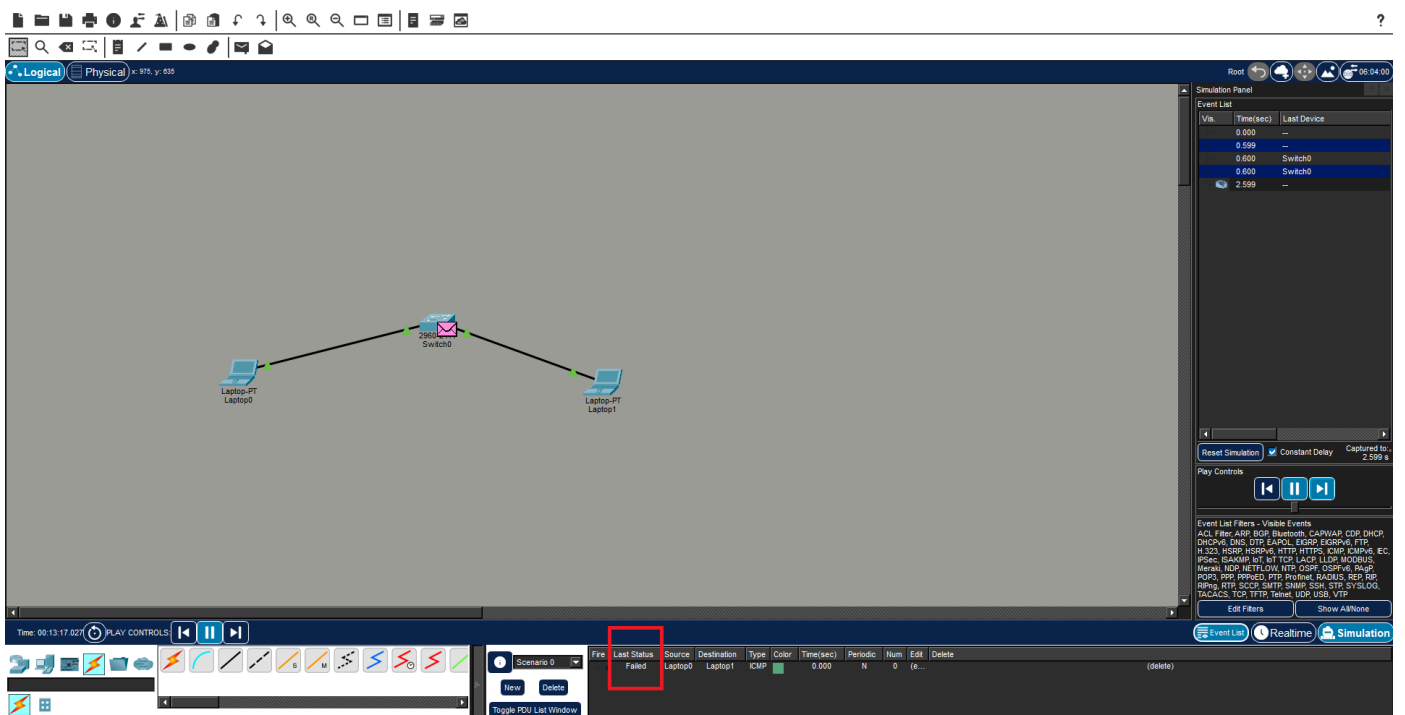 ?
Logical
Physical
x: 975, y: 635
Root
06:04:00
Simulation Panel
Event List
Vis. Time(sec) Last Device
0.000 --
0.599 --
0.600 Switch0
0.600 Switch0
2.599 --
Switch0
Laptop-PT
Laptop0
Laptop-PT
Laptop1
Reset Simulation
Constant Delay
Captured to:
2.599 s
Play Controls
Event List Filters - Visible Events
ACL Filter, ARP, BGP, Bluetooth, CAPWAP, CDP, DHCP,
DHCPv6, DNS, DTP, EAPOL, EIGRP, EIGRPv6, FTP,
H.323, HSRP, HSRPv6, HTTP, HTTPS, ICMP, ICMPv6, IEC,
IPSec, ISAKMP, IoT, IoT TCP, LACP, LLDP, MODBUS,
Meraki, NDP, NETFLOW, NTP, OSPF, OSPFv6, PAgP,
POP3, PPP, PPPoED, PTP, Profinet, RADIUS, REP, RIP,
RIPng, RTP, SCCP, SMTP, SNMP, SSH, STP, SYSLOG,
TACACS, TCP, TFTP, Telnet, UDP, USB, VTP
Edit Filters
Show All/None
Time: 00:13:17.027
PLAY CONTROLS:
Event List
Realtime
Simulation
Scenario 0
New
Delete
Toggle PDU List Window
Fire Last Status Source Destination Type Color Time(sec) Periodic Num Edit Delete
Failed Laptop0 Laptop1 ICMP 0.000 N 0 (e... (delete)